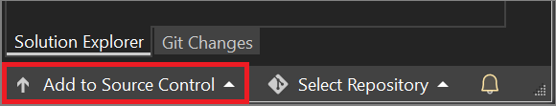 Solution Explorer Git Changes
Add to Source Control Select Repository